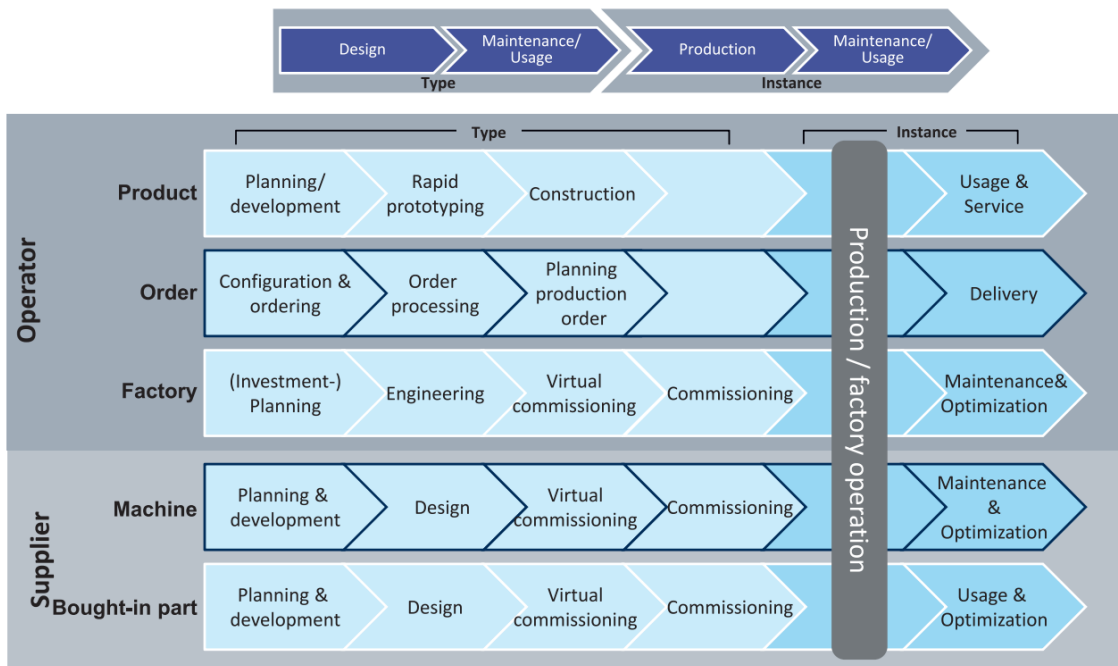 Design
Maintenance/
Usage
Production
Maintenance/
Usage
Type
Instance
Type
Instance
Operator
Product
Planning/
development
Rapid
prototyping
Construction
Usage &
Service
Order
Configuration &
ordering
Order
processing
Planning
production
order
Delivery
Factory
(Investment-)
Planning
Engineering
Virtual
commissioning
Commissioning
Maintenance&
Optimization
Production / factory operation
Supplier
Machine
Planning &
development
Design
Virtual
commissioning
Commissioning
Maintenance
&
Optimization
Bought-in part
Planning &
development
Design
Virtual
commissioning
Commissioning
Usage &
Optimization